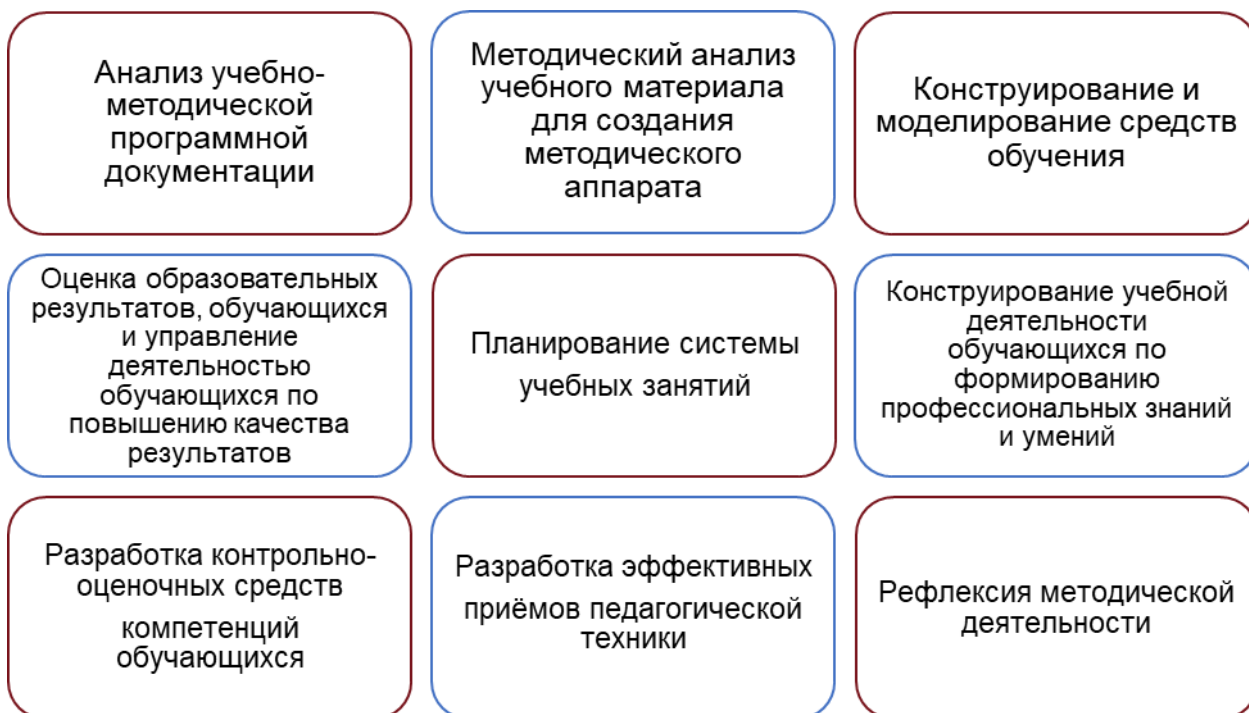 Анализ учебно-
методической
программной
документации
Методический анализ
учебного материала
для создания
методического
аппарата
Конструирование и
моделирование средств
обучения
Оценка образовательных
результатов, обучающихся
и управление
деятельностью
обучающихся по
повышению качества
результатов
Планирование системы
учебных занятий
Конструирование учебной
деятельности
обучающихся по
формированию
профессиональных знаний
и умений
Разработка контрольно-
оценочных средств
компетенций
обучающихся
Разработка эффективных
приёмов педагогической
техники
Рефлексия методической
деятельности